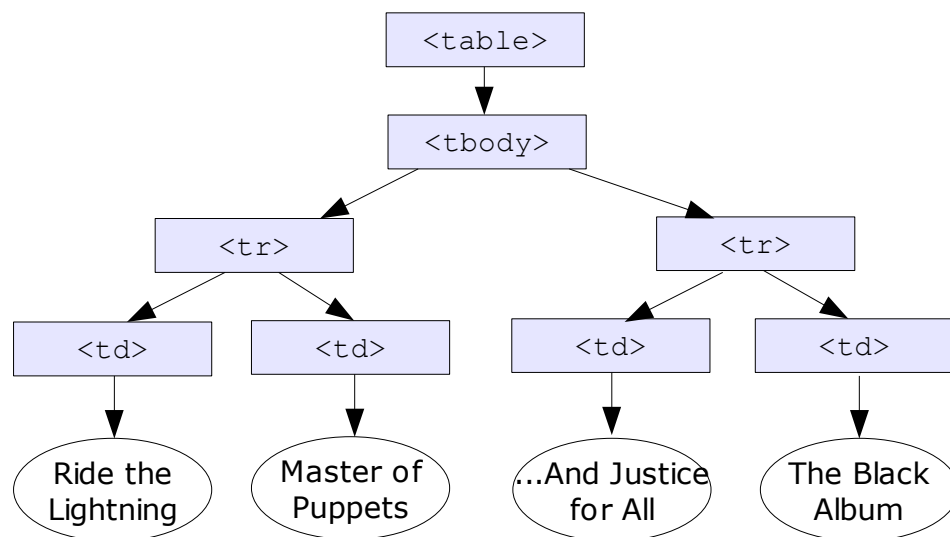 <table>
<tbody>
<tr>
<tr>
<td>
<td>
<td>
<td>
Ride the
Lightning
Master of
Puppets
...And Justice
for All
The Black
Album